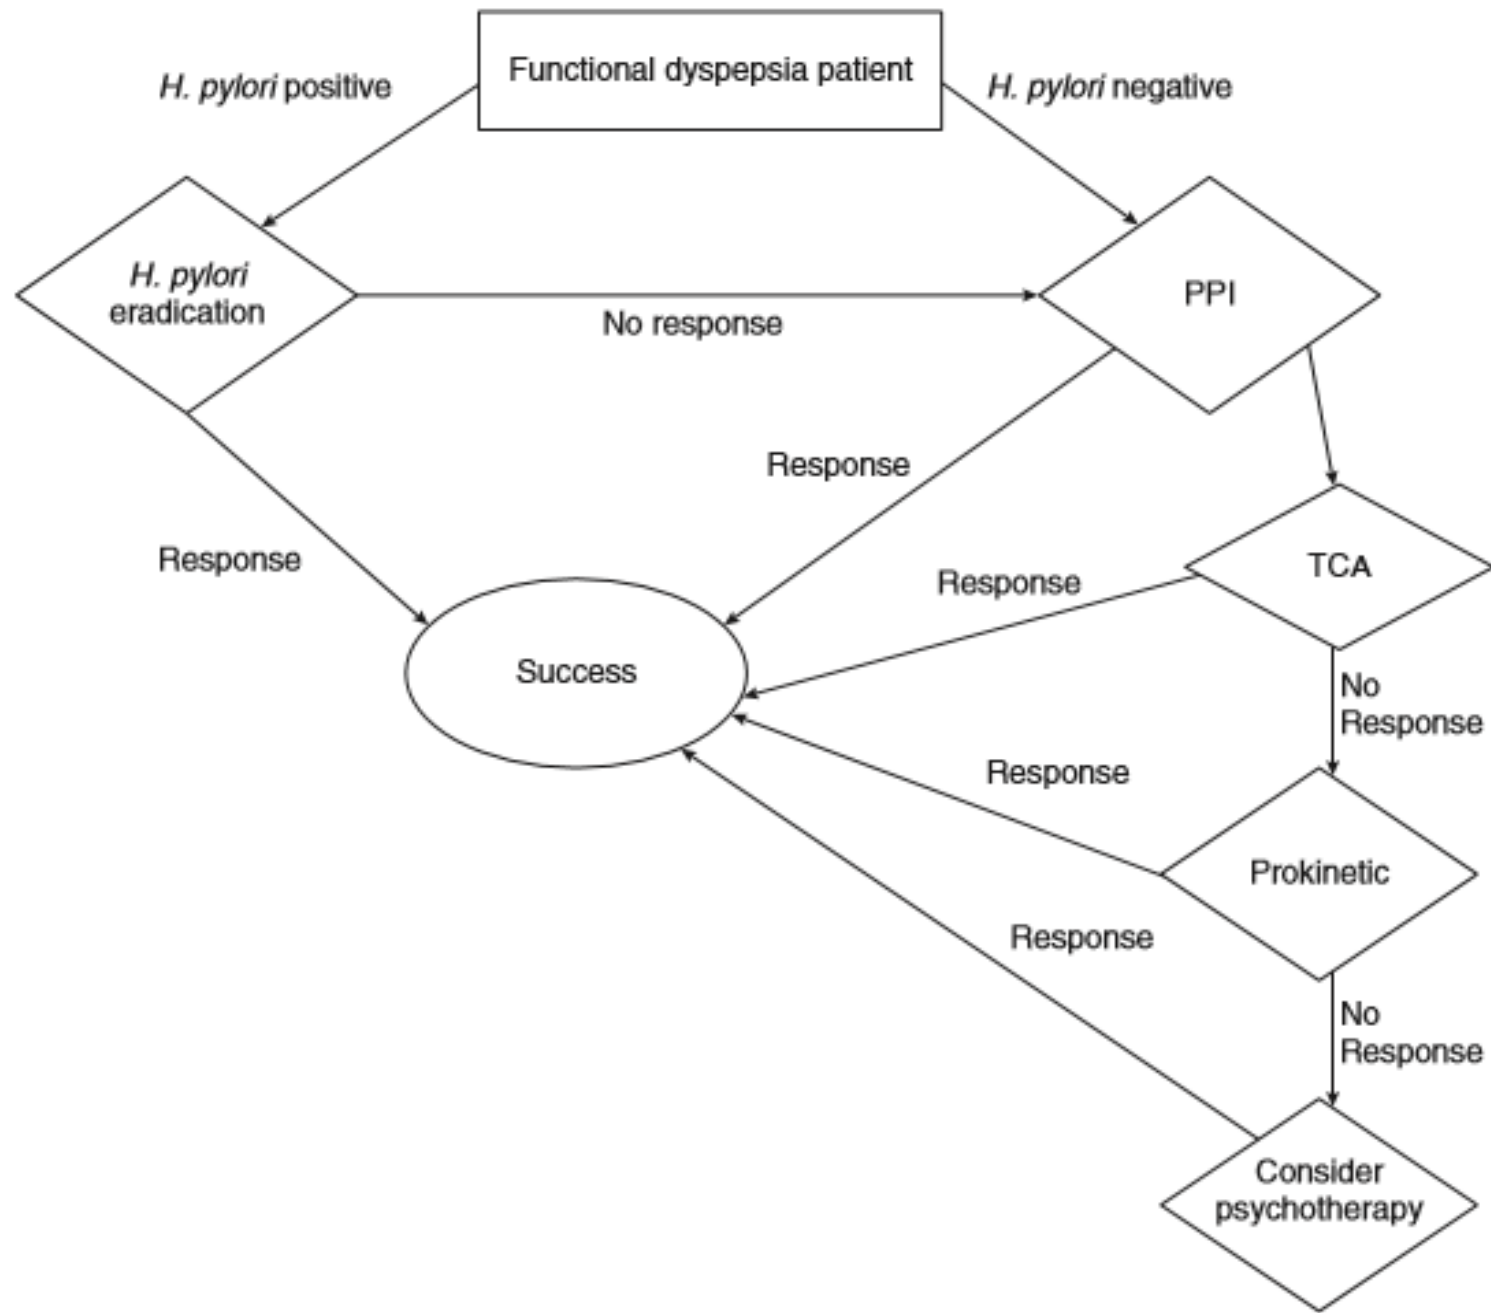 Functional dyspepsia patient
H. pylori positive
H. pylori negative
H. pylori
eradication
PPI
No response
Response
Response
TCA
Response
Success
No
Response
Response
Prokinetic
Response
No
Response
Consider
psychotherapy